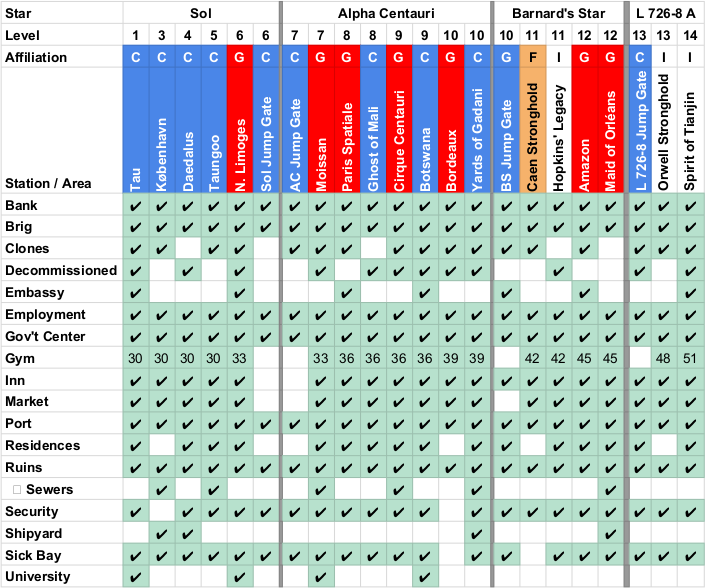 Star Sol Alpha Centauri Barnard's Star L 726-8 A
Level 1 3 4 5 6 6 7 7 8 8 9 9 10 10 10 11 11 12 12 13 13 14
Affiliation C C C C G C C G G C G C G C C F I G G C I I
Station / Area Tau København Daedalus Taungoo N. Limoges Sol Jump Gate AC Jump Gate Moissan Paris Spatiale Ghost of Mali Cirque Centauri Botswana Bordeaux Yards of Gadani BS Jump Gate Caen Stronghold Hopkins' Legacy Amazon Maid of Orléans L 726-8 Jump Gate Orwell Stronghold Spirit of Tianjin
Bank ✔ ✔ ✔ ✔ ✔ ✔ ✔ ✔ ✔ ✔ ✔ ✔ ✔ ✔ ✔ ✔ ✔ ✔ ✔ ✔ ✔ ✔
Brig ✔ ✔ ✔ ✔ ✔ ✔ ✔ ✔ ✔ ✔ ✔ ✔ ✔ ✔ ✔ ✔ ✔ ✔ ✔ ✔ ✔ ✔
Clones ✔ ✔ ✔ ✔ ✔ ✔ ✔ ✔ ✔ ✔ ✔ ✔ ✔ ✔ ✔ ✔ ✔
Decommissioned ✔ ✔ ✔ ✔ ✔ ✔ ✔ ✔ ✔ ✔ ✔ ✔
Embassy ✔ ✔ ✔ ✔ ✔ ✔ ✔
Employment ✔ ✔ ✔ ✔ ✔ ✔ ✔ ✔ ✔ ✔ ✔ ✔ ✔ ✔ ✔ ✔ ✔ ✔ ✔ ✔ ✔ ✔
Gov't Center ✔ ✔ ✔ ✔ ✔ ✔ ✔ ✔ ✔ ✔ ✔ ✔ ✔ ✔ ✔ ✔ ✔ ✔ ✔ ✔ ✔ ✔
Gym 30 30 30 30 33 33 36 36 36 36 39 39 42 42 45 45 48 51
Inn ✔ ✔ ✔ ✔ ✔ ✔ ✔ ✔ ✔ ✔ ✔ ✔ ✔ ✔ ✔ ✔ ✔ ✔ ✔ ✔
Market ✔ ✔ ✔ ✔ ✔ ✔ ✔ ✔ ✔ ✔ ✔ ✔ ✔ ✔ ✔ ✔ ✔ ✔ ✔
Port ✔ ✔ ✔ ✔ ✔ ✔ ✔ ✔ ✔ ✔ ✔ ✔ ✔ ✔ ✔ ✔ ✔ ✔ ✔ ✔ ✔ ✔
Residences ✔ ✔ ✔ ✔ ✔ ✔ ✔ ✔ ✔ ✔ ✔ ✔ ✔ ✔ ✔
Ruins ✔ ✔ ✔ ✔ ✔ ✔ ✔ ✔ ✔ ✔ ✔ ✔ ✔ ✔ ✔ ✔ ✔ ✔ ✔ ✔ ✔ ✔
Sewers ✔ ✔ ✔ ✔ ✔ ✔
Security ✔ ✔ ✔ ✔ ✔ ✔ ✔ ✔ ✔ ✔ ✔ ✔ ✔ ✔ ✔ ✔ ✔ ✔ ✔ ✔
Shipyard ✔ ✔ ✔ ✔
Sick Bay ✔ ✔ ✔ ✔ ✔ ✔ ✔ ✔ ✔ ✔ ✔ ✔ ✔ ✔ ✔ ✔ ✔ ✔ ✔ ✔
University ✔ ✔ ✔ ✔